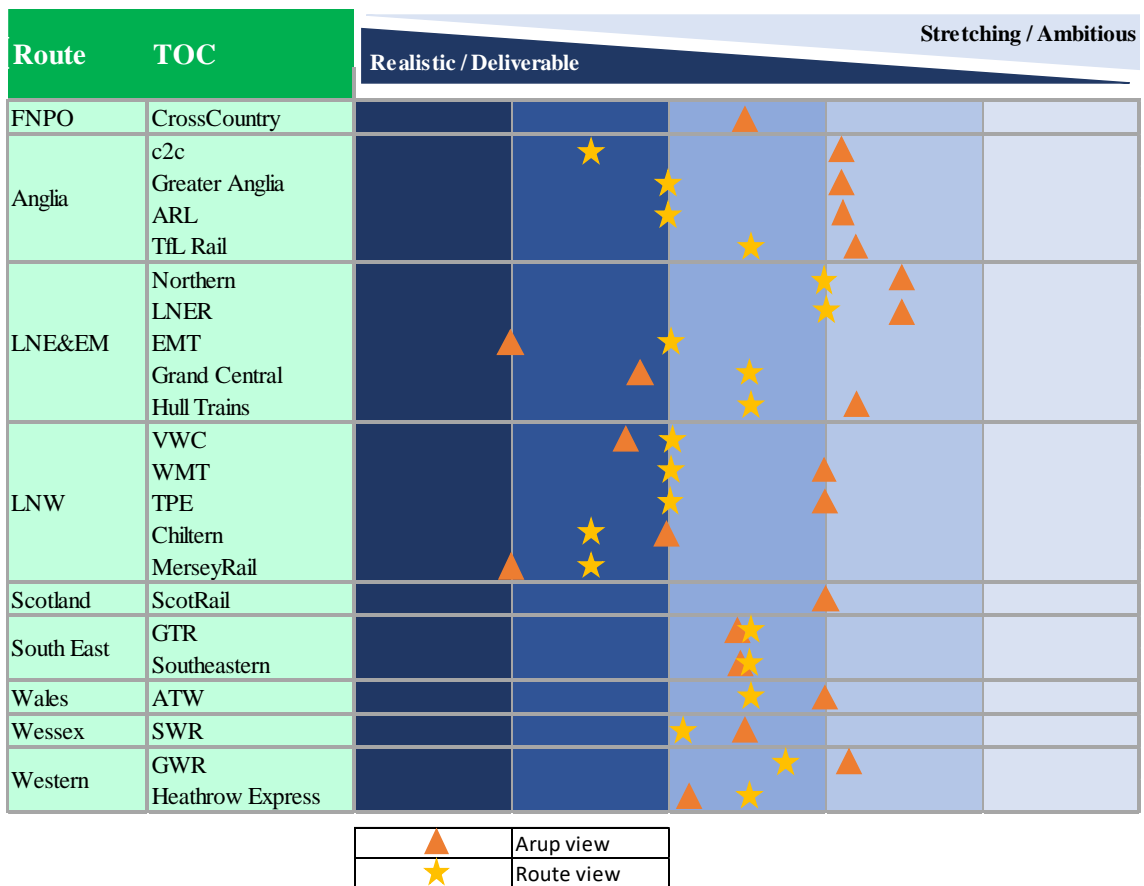 Route TOC
Stretching / Ambitious
Realistic / Deliverable
FNPO CrossCountry
Anglia
c2c
Greater Anglia
ARL
TfL Rail
LNE&EM
Northern
LNER
EMT
Grand Central
Hull Trains
LNW
VWC
WMT
TPE
Chiltern
MerseyRail
Scotland ScotRail
South East
GTR
Southeastern
Wales ATW
Wessex SWR
Western
GWR
Heathrow Express
Arup view
Route view